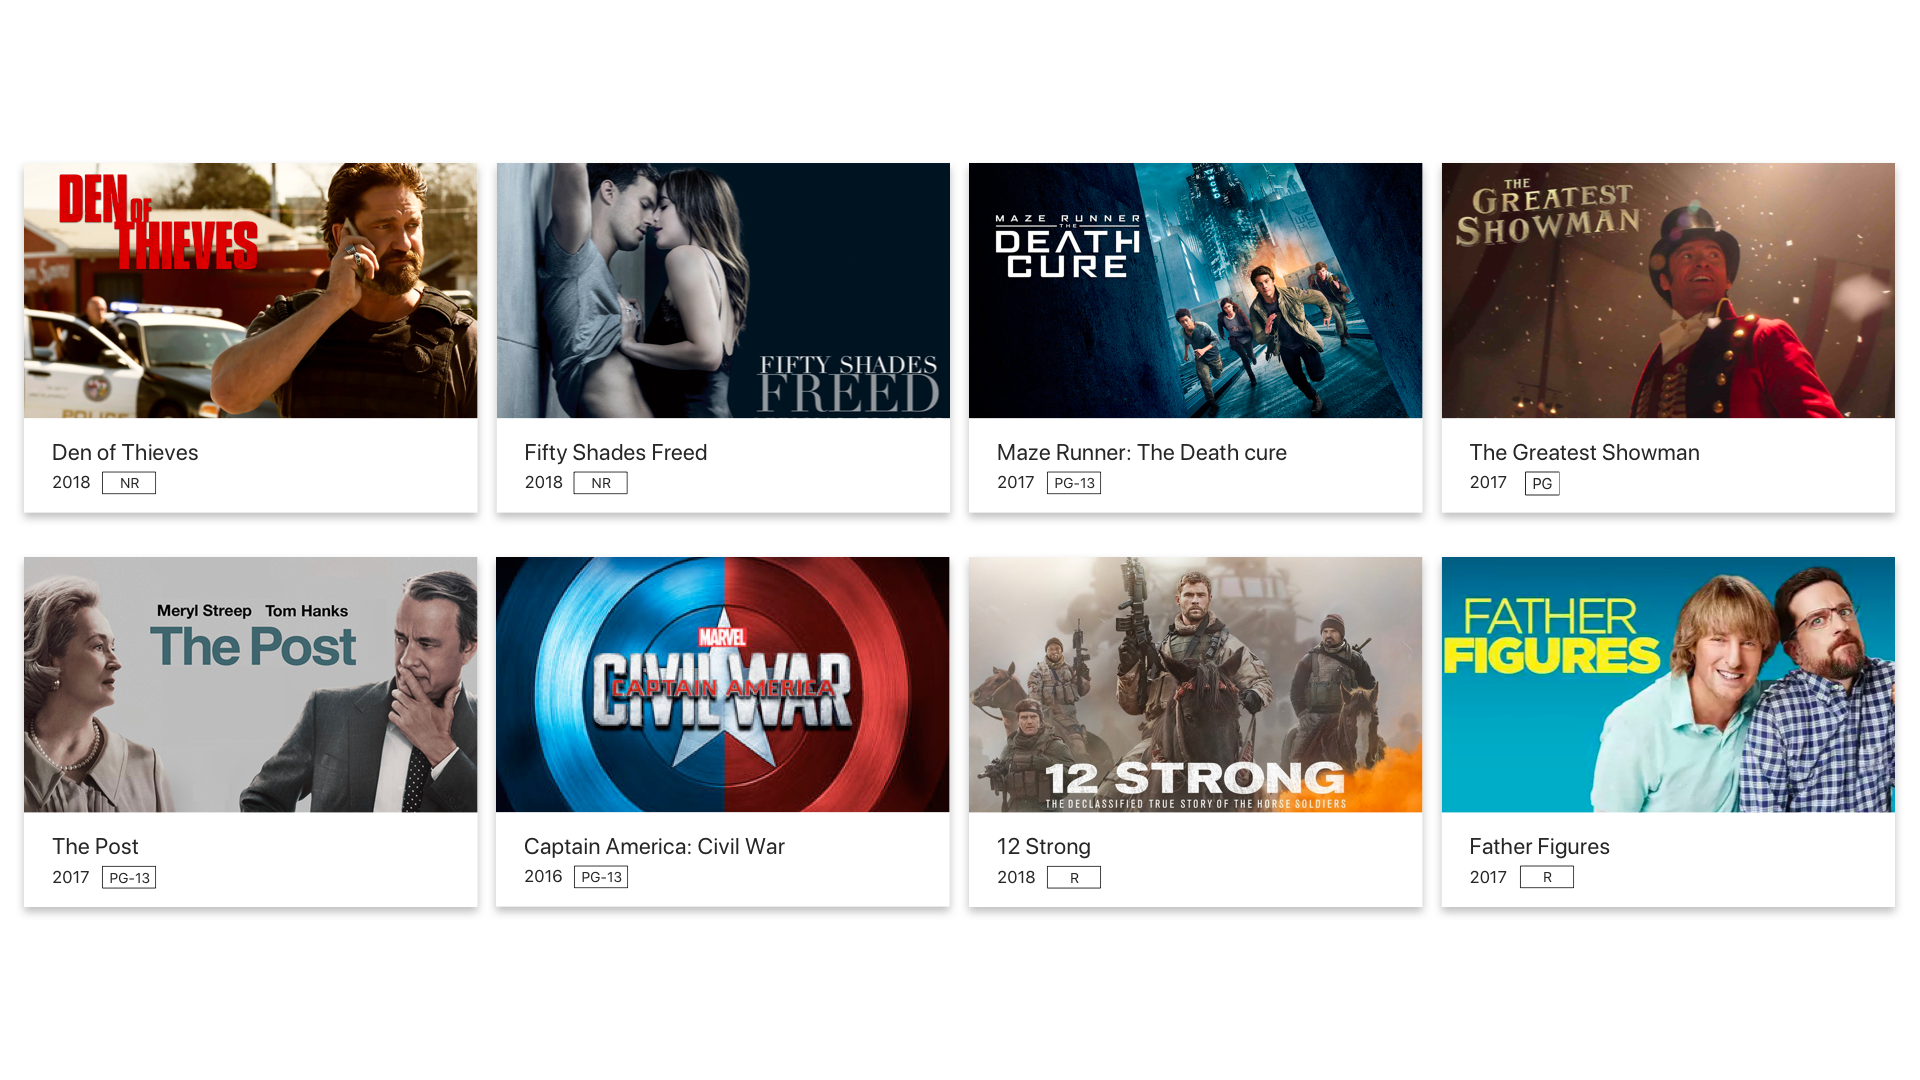 DEN OF
THIEVES
POLICE
Den of Thieves
2018 NR
FIFTY SHADES
FREED
Fifty Shades Freed
2018 NR
MAZE RUNNER
THE
DEATH
CURE
WCKD
Maze Runner: The Death cure
2017 PG-13
THE
GREATEST
SHOWMAN
The Greatest Showman
2017 PG
Meryl Streep Tom Hanks
The Post
The Post
2017 PG-13
MARVEL
CAPTAIN AMERICA
CIVIL WAR
Captain America: Civil War
2016 PG-13
12 STRONG
THE DECLASSIFIED TRUE STORY OF THE HORSE SOLDIERS
12 Strong
2018 R
FATHER
FIGURES
Father Figures
2017 R